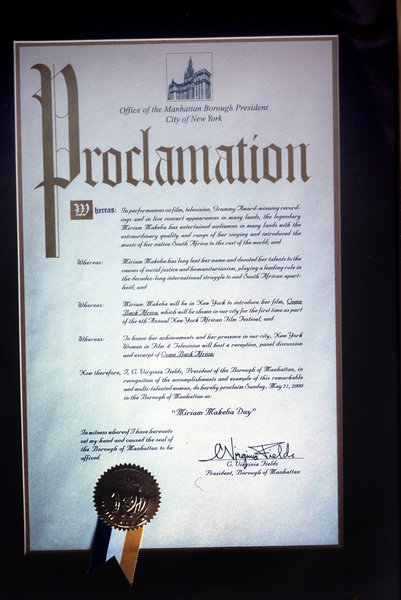 Office of the Manhattan Borough President
City of New York
Proclamation
Whereas: In performances on film, television, Grammy Award-winning record-
ings and in live concert appearances in many lands, the legendary
Miriam Makeba has entertained audiences in many lands with the
extraordinary quality and range of her singing and introduced the
music of her native South Africa to the rest of the world; and
Whereas: Miriam Makeba has long lent her name and devoted her talents to the
causes of social justice and humanitarianism, playing a leading role in
the decades-long international struggle to end South African apart-
heid; and
Whereas: Miriam Makeba will be in New York to introduce her film, Come
Back Africa, which will be shown in our city for the first time as part
of the 6th Annual New York African Film Festival; and
Whereas: To honor her achievements and her presence in our city, New York
Women in Film & Television will host a reception, panel discussion
and excerpt of Come Back Africa;
Now therefore, I, C. Virginia Fields, President of the Borough of Manhattan, in
recognition of the accomplishments and example of this remarkable
and multi-talented woman, do hereby proclaim Sunday, May 21, 2000
in the Borough of Manhattan as:
"Miriam Makeba Day"
In witness whereof I have hereunto
set my hand and caused the seal of
the Borough of Manhattan to be
affixed.
C. Virginia Fields
C. Virginia Fields
President, Borough of Manhattan